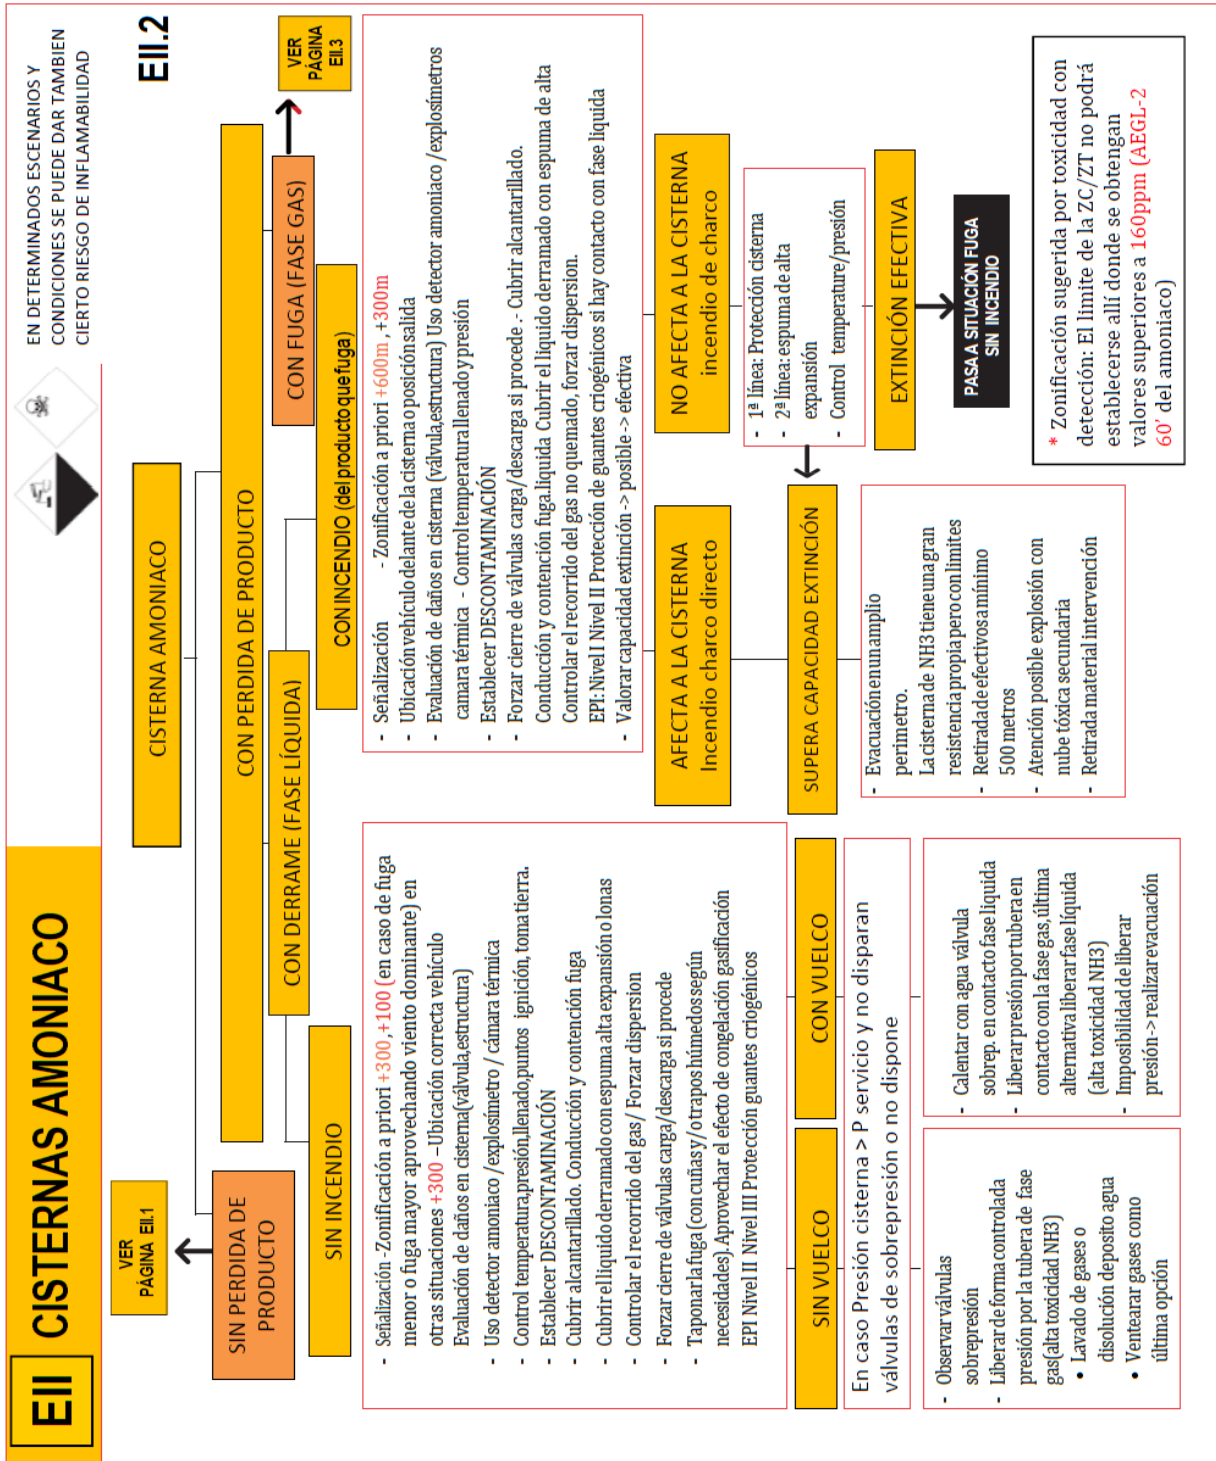 EII
CISTERNAS AMONIACO
EN DETERMINADOS ESCENARIOS Y
CONDICIONES SE PUEDE DAR TAMBIEN
CIERTO RIESGO DE INFLAMABILIDAD
EII.2
VER
PÁGINA EII.1
CISTERNA AMONIACO
SIN PERDIDA DE
PRODUCTO
CON PERDIDA DE PRODUCTO
VER
PÁGINA
EII.3
CON DERRAME (FASE LÍQUIDA)
CON FUGA (FASE GAS)
SIN INCENDIO
CON INCENDIO (del producto que fuga)
- Señalización - Zonificación a priori +300 ,+100 (en caso de fuga
menor o fuga mayor aprovechando viento dominante) en
otras situaciones +300 – Ubicación correcta vehículo
Evaluación de daños en cisterna(válvula,estructura)
- Uso detector amoniaco /explosímetro / cámara térmica
- Control temperatura,presión,llenado,puntos ignición, toma tierra.
- Establecer DESCONTAMINACIÓN
- Cubrir alcantarillado. Conducción y contención fuga
- Cubrir el liquido derramado con espuma alta expansión o lonas
- Controlar el recorrido del gas/ Forzar dispersion
- Forzar cierre de válvulas carga/descarga si procede
- Taponar la fuga (con cuñas y/otrapos húmedos según
necesidades).Aprovechar el efecto de congelación gasificación
EPI Nivel II Nivel III Protección guantes criogénicos
- Señalización - Zonificación a priori +600m ,+300m
- Ubicación vehículo delante de la cisterna o posición salida
- Evaluación de daños en cisterna (válvula,estructura) Uso detector amoniaco /explosímetros
camara térmica - Control temperatura llenado y presión
- Establecer DESCONTAMINACIÓN
- Forzar cierre de válvulas carga/descarga si procede .- Cubrir alcantarillado.
Conducción y contención fuga.liquida Cubrir el liquido derramado con espuma de alta
Controlar el recorrido del gas no quemado, forzar dispersion.
EPI: Nivel I Nivel II Protección de guantes criogénicos si hay contacto con fase liquida
- Valorar capacidad extinción -> posible -> efectiva
SIN VUELCO
CON VUELCO
En caso Presión cisterna > P servicio y no disparan
válvulas de sobrepresión o no dispone
- Observar válvulas
sobrepresión
- Liberar de forma controlada
presión por la tubera de fase
gas(alta toxicidad NH3)
• Lavado de gases o
disolución deposito agua
• Ventearar gases como
última opción
- Calentar con agua válvula
sobrep. en contacto fase liquida
- Liberar presión por tubera en
contacto con la fase gas, última
alternativa liberar fase líquida
(alta toxicidad NH3)
- Imposibilidad de liberar
presión -> realizar evacuación
AFECTA A LA CISTERNA
Incendio charco directo
NO AFECTA A LA CISTERNA
incendio de charco
SUPERA CAPACIDAD EXTINCIÓN
- 1ª línea: Protección cisterna
- 2ª línea: espuma de alta
expansión
- Control temperature/presión
EXTINCIÓN EFECTIVA
- Evacuación en un amplio
perimetro.
La cisterna de NH3 tiene una gran
resistencia propia pero con limites
- Retirada de efectivos a mínimo
500 metros
- Atención posible explosión con
nube tóxica secundaria
- Retirada material intervención
PASA A SITUACIÓN FUGA
SIN INCENDIO
* Zonificación sugerida por toxicidad con
detección: El limite de la ZC/ZT no podrá
establecerse allí donde se obtengan
valores superiores a 160ppm (AEGL-2
60' del amoniaco)